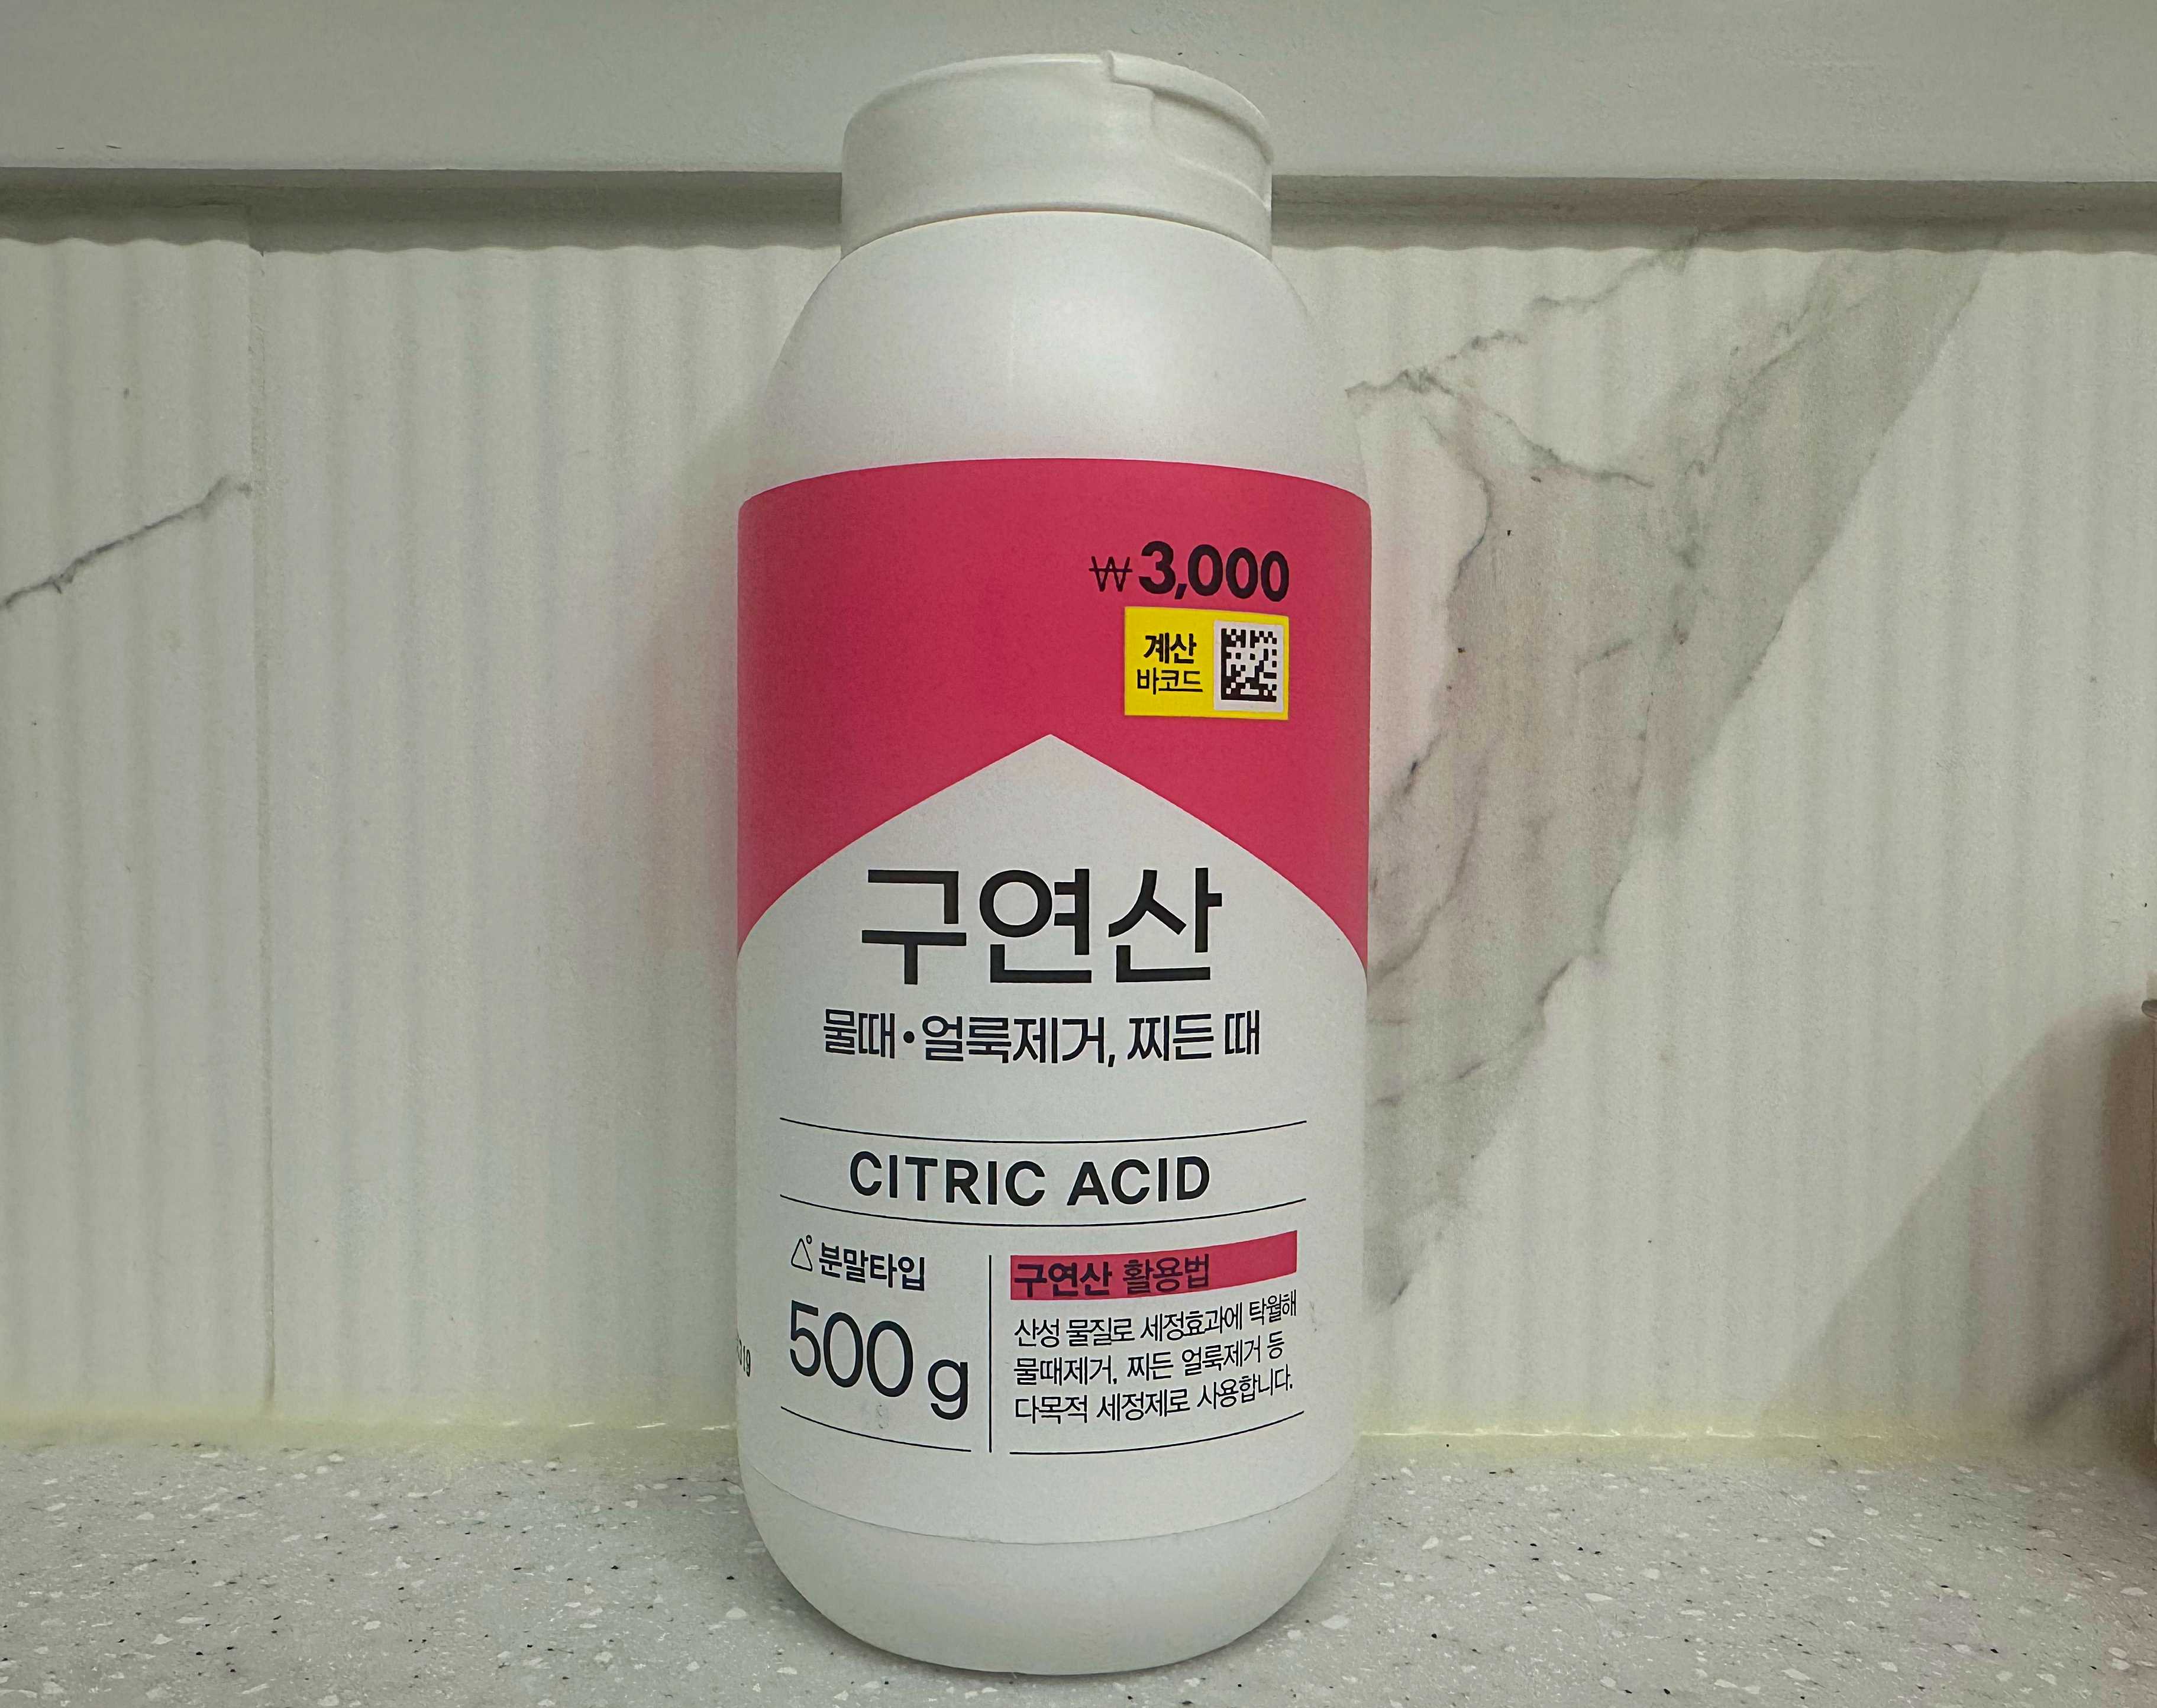 ₩3,000
계산
바코드
구연산
물때•얼룩제거, 찌든 때
CITRIC ACID
분말타입
500g
구연산 활용법
산성 물질로 세정효과에 탁월해
물때제거, 찌든 얼룩제거 등
다목적 세정제로 사용합니다.